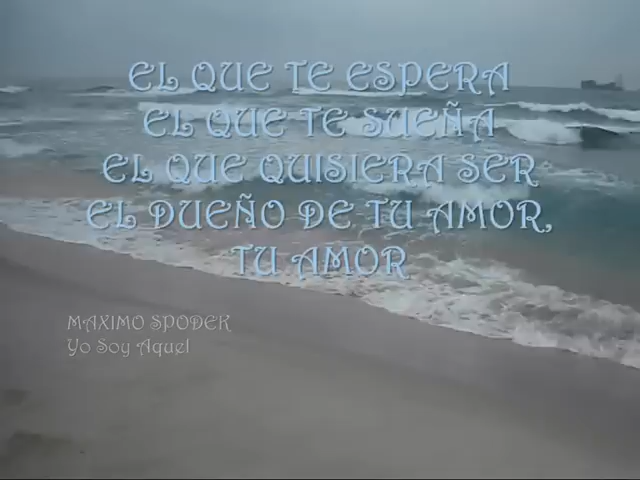 EL QUE TE ESPERA
EL QUE TE SUEÑA
EL QUE QUISIERA SER
EL DUEÑO DE TU AMOR,
TU AMOR
MAXIMO SPODEK
Yo Soy Aquel